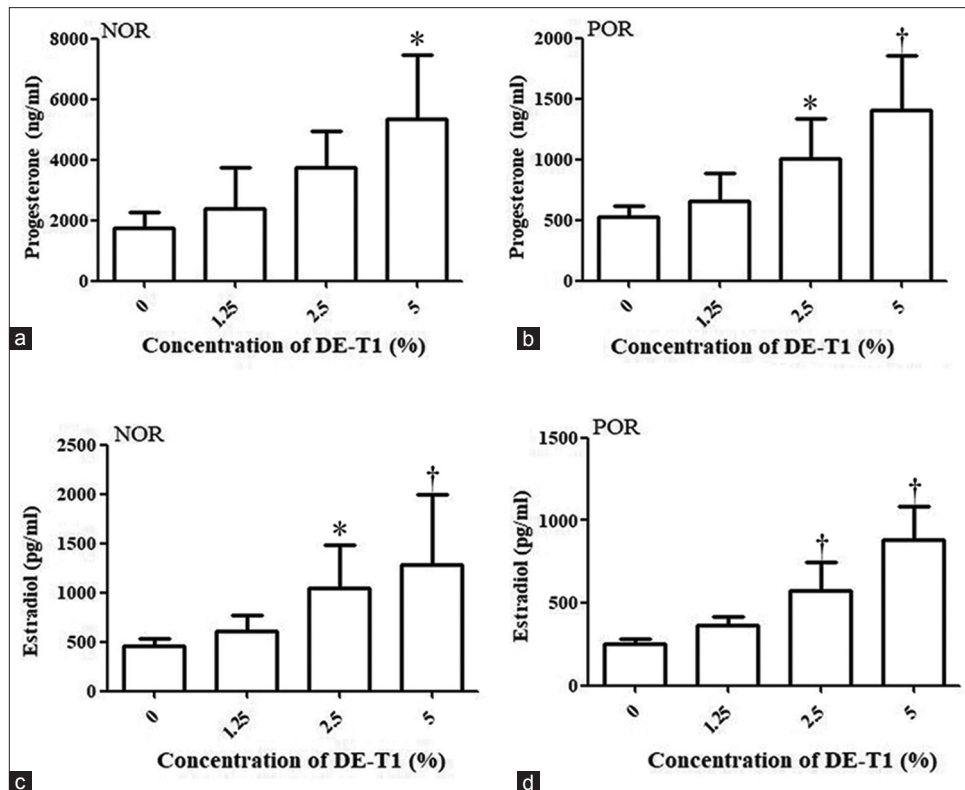 NOR
Progesterone (ng/ml)
8000
6000
4000
2000
0
*
0
1.25
2.5
5
Concentration of DE-T1 (%)
a
POR
Progesterone (ng/ml)
2000
1500
1000
500
0
*
†
0
1.25
2.5
5
Concentration of DE-T1 (%)
b
NOR
Estradiol (pg/ml)
2500
2000
1500
1000
500
0
*
†
0
1.25
2.5
5
Concentration of DE-T1 (%)
c
POR
Estradiol (pg/ml)
1500
1000
500
0
†
†
0
1.25
2.5
5
Concentration of DE-T1 (%)
d